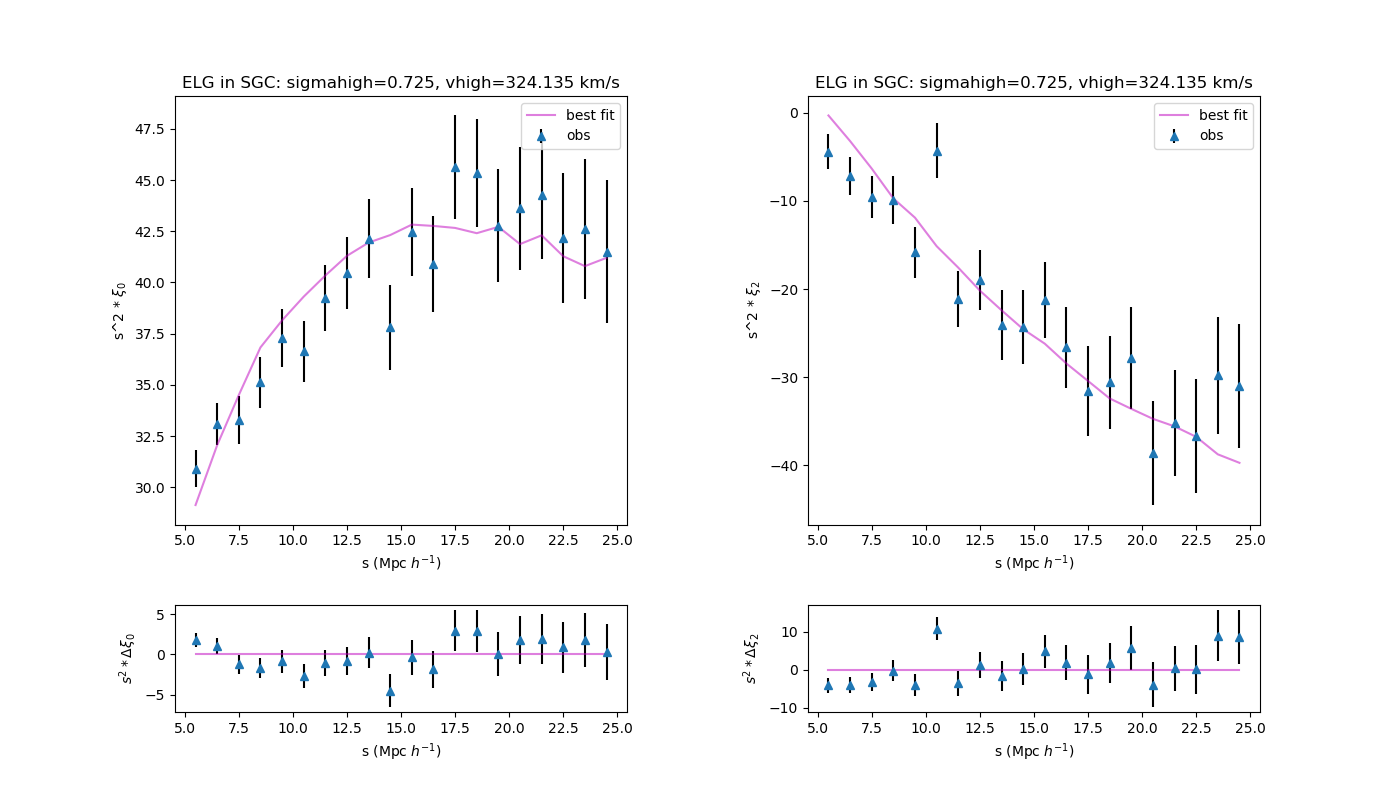 ELG in SGC: sigmahigh=0.725, vhigh=324.135 km/s
best fit
obs
s^2 * ξ0
47.5
45.0
42.5
40.0
37.5
35.0
32.5
30.0
5.0 7.5 10.0 12.5 15.0 17.5 20.0 22.5 25.0
s (Mpc h−1)
ELG in SGC: sigmahigh=0.725, vhigh=324.135 km/s
best fit
obs
s^2 * ξ2
0
−10
−20
−30
−40
5.0 7.5 10.0 12.5 15.0 17.5 20.0 22.5 25.0
s (Mpc h−1)
s2 * Δξ0
5
0
−5
5.0 7.5 10.0 12.5 15.0 17.5 20.0 22.5 25.0
s (Mpc h−1)
s2 * Δξ2
10
0
−10
5.0 7.5 10.0 12.5 15.0 17.5 20.0 22.5 25.0
s (Mpc h−1)